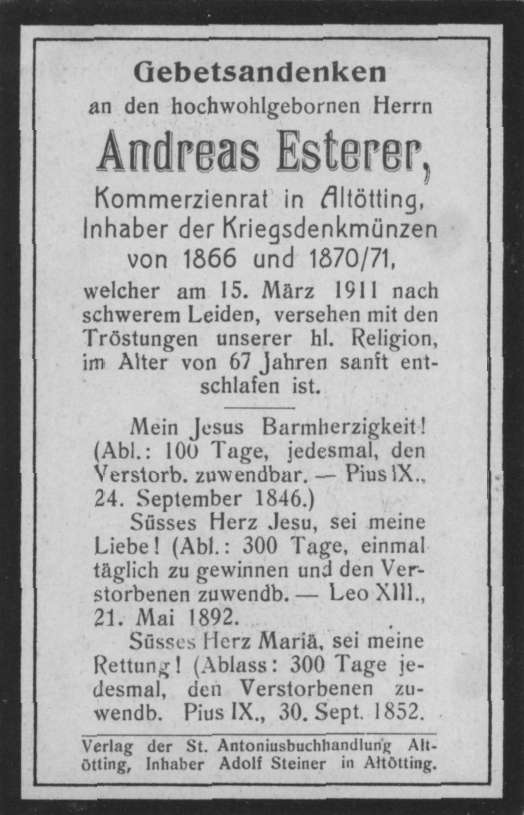 Gebetsandenken
an den hochwohlgebornen Herrn
Andreas Esterer,
Kommerzienrat in Altötting,
Inhaber der Kriegsdenkmünzen
von 1866 und 1870/71,
welcher am 15. März 1911 nach
schwerem Leiden, versehen mit den
Tröstungen unserer hl. Religion,
im Alter von 67 Jahren sanft ent-
schlafen ist.
Mein Jesus Barmherzigkeit!
(Abl.: 100 Tage, jedesmal, den
Verstorb. zuwendbar. — Pius IX.,
24. September 1846.)
Süsses Herz Jesu, sei meine
Liebe! (Abl.: 300 Tage, einmal
täglich zu gewinnen und den Ver-
storbenen zuwendb. — Leo XIII.,
21. Mai 1892.
Süsses Herz Mariä, sei meine
Rettung! (Ablass: 300 Tage je-
desmal, den Verstorbenen zu-
wendb. Pius IX., 30. Sept. 1852.
Verlag der St. Antoniusbuchhandlung Alt-
ötting, Inhaber Adolf Steiner in Altötting.